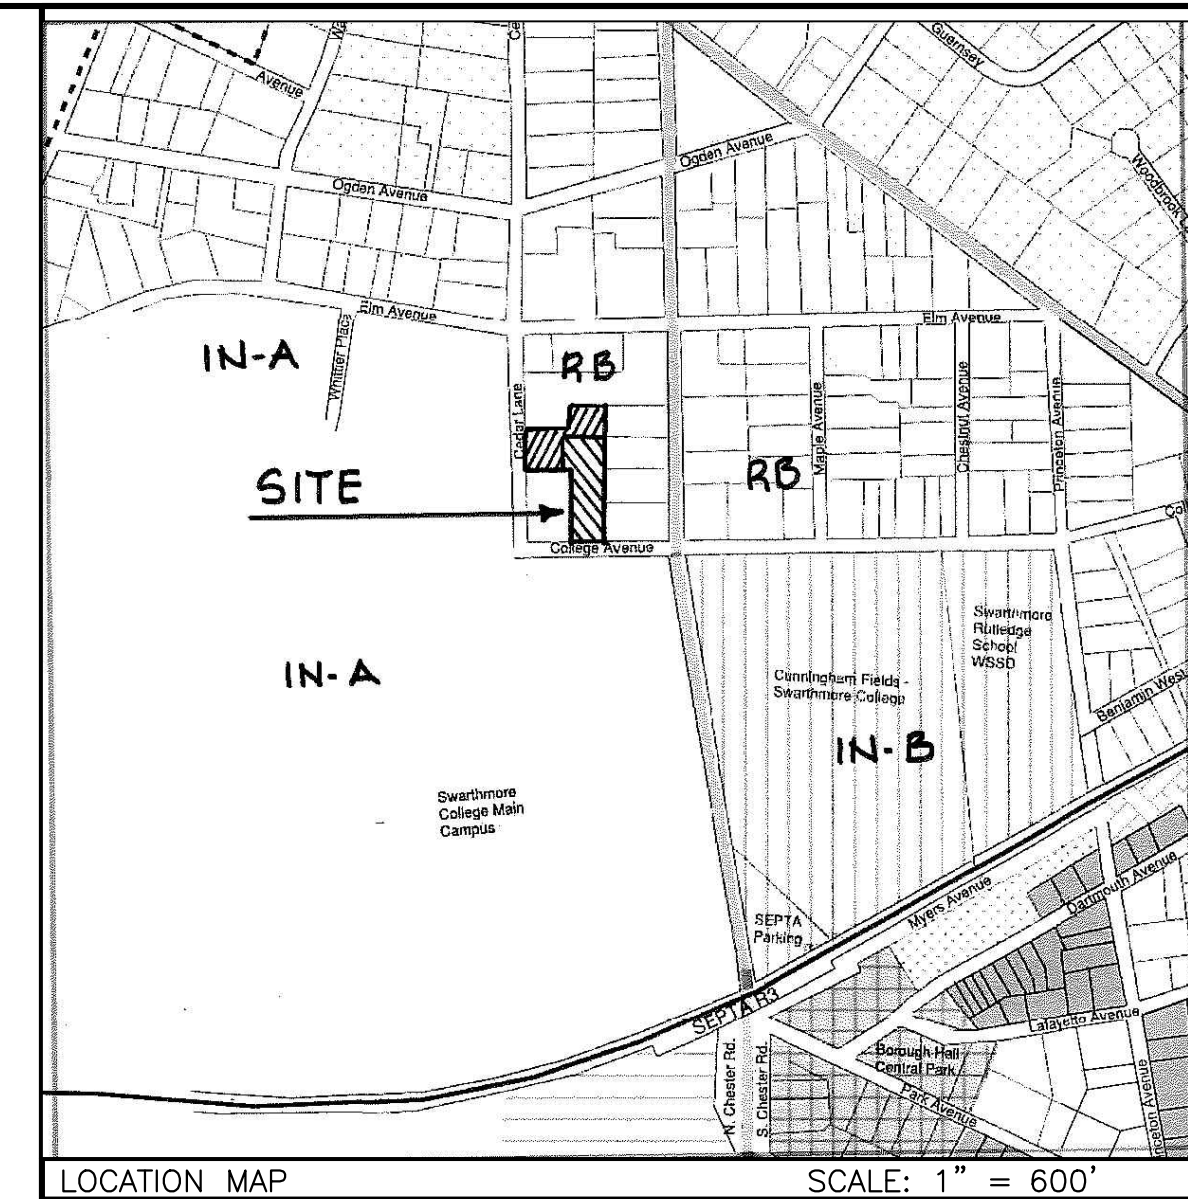 Guernsey
Avenue
Ogden Avenue
Woodbrook
Ogden Avenue
Elm Avenue
Elm Avenue
IN-A
Whittier Place
RB
Cedar Lane
Maple Avenue
Chestnut Avenue
Princeton Avenue
RB
SITE
College Avenue
Swarthmore
Rutledge
School
WSSD
IN-A
Cunningham Fields -
Swarthmore College
Benjamin West
IN-B
Swarthmore
College Main
Campus
Dartmouth Avenue
Myers Avenue
SEPTA
Parking
SEPTA R3
Lafayette Avenue
N. Chester Rd.
S. Chester Rd.
Borough Hall
Central Park
Park Avenue
nceton Avenue
LOCATION MAP
SCALE: 1" = 600'